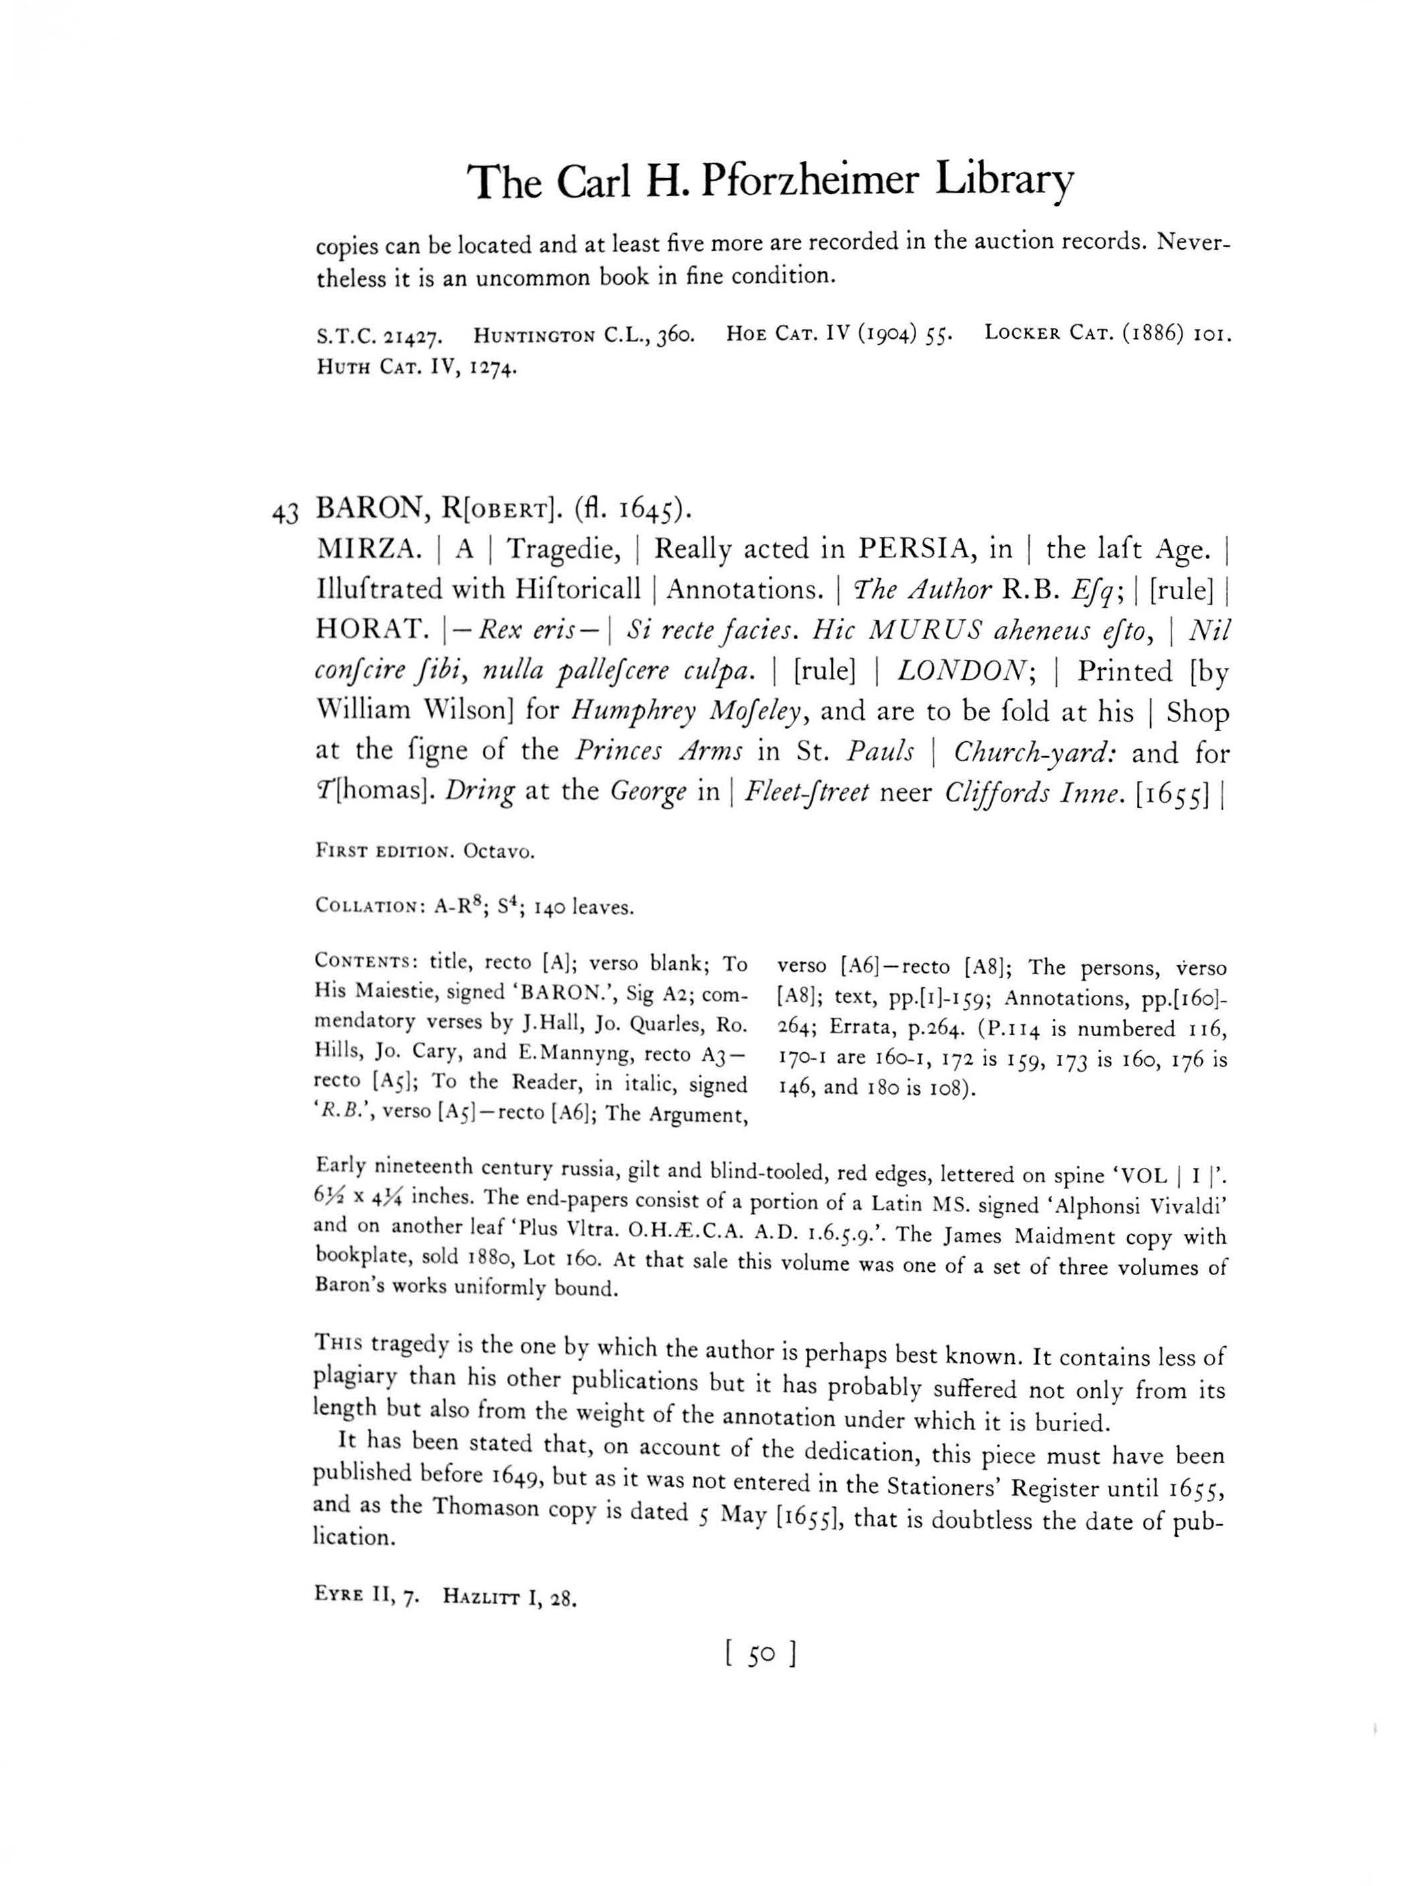 The Carl H. Pforzheimer Library
copies can be located and at least five more are recorded in the auction records. Never-
theless it is an uncommon book in fine condition.
S.T.C. 21427. HUNTINGTON C.L., 360. HOE CAT. IV (1904) 55. LOCKER CAT. (1886) 101.
HUTH CAT. IV, 1274.
43 BARON, R[OBERT]. (fl. 1645).
MIRZA. | A | Tragedie, | Really acted in PERSIA, in | the laſt Age. |
Illuſtrated with Hiſtoricall | Annotations. | The Author R.B. Eſq; | [rule] |
HORAT. |—Rex eris—| Si recte facies. Hic MURUS aheneus eſto, | Nil
conſcire ſibi, nulla palleſcere culpa. | [rule] | LONDON; | Printed [by
William Wilson] for Humphrey Moſeley, and are to be ſold at his | Shop
at the ſigne of the Princes Arms in St. Pauls | Church-yard: and for
T[homas]. Dring at the George in | Fleet-ſtreet neer Cliffords Inne. [1655] |
FIRST EDITION. Octavo.
COLLATION: A-R⁸; S⁴; 140 leaves.
CONTENTS: title, recto [A]; verso blank; To
His Maiestie, signed ‘BARON.’, Sig A2; com-
mendatory verses by J.Hall, Jo. Quarles, Ro.
Hills, Jo. Cary, and E.Mannyng, recto A3—
recto [A5]; To the Reader, in italic, signed
‘R.B.’, verso [A5]—recto [A6]; The Argument,
verso [A6]—recto [A8]; The persons, verso
[A8]; text, pp.[1]-159; Annotations, pp.[160]-
264; Errata, p.264. (P.114 is numbered 116,
170-1 are 160-1, 172 is 159, 173 is 160, 176 is
146, and 180 is 108).
Early nineteenth century russia, gilt and blind-tooled, red edges, lettered on spine ‘VOL | I |’.
6½ x 4¼ inches. The end-papers consist of a portion of a Latin MS. signed ‘Alphonsi Vivaldi’
and on another leaf ‘Plus Vltra. O.H.Æ.C.A. A.D. 1.6.5.9.’. The James Maidment copy with
bookplate, sold 1880, Lot 160. At that sale this volume was one of a set of three volumes of
Baron’s works uniformly bound.
THIS tragedy is the one by which the author is perhaps best known. It contains less of
plagiary than his other publications but it has probably suffered not only from its
length but also from the weight of the annotation under which it is buried.
It has been stated that, on account of the dedication, this piece must have been
published before 1649, but as it was not entered in the Stationers’ Register until 1655,
and as the Thomason copy is dated 5 May [1655], that is doubtless the date of pub-
lication.
EYRE II, 7. HAZLITT I, 28.
[ 50 ]